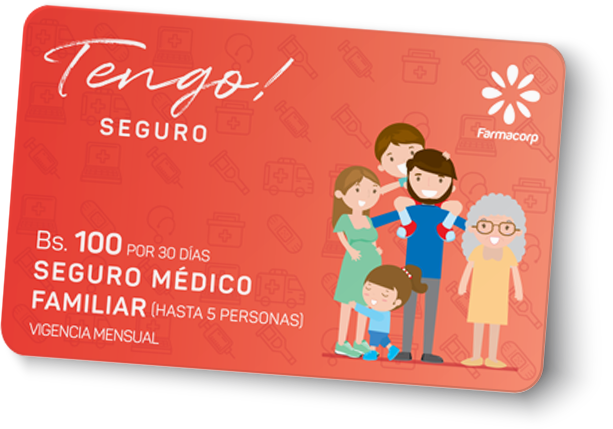 Tengo!
SEGURO
Farmacorp
Bs. 100 POR 30 DÍAS
SEGURO MÉDICO
FAMILIAR (HASTA 5 PERSONAS)
VIGENCIA MENSUAL